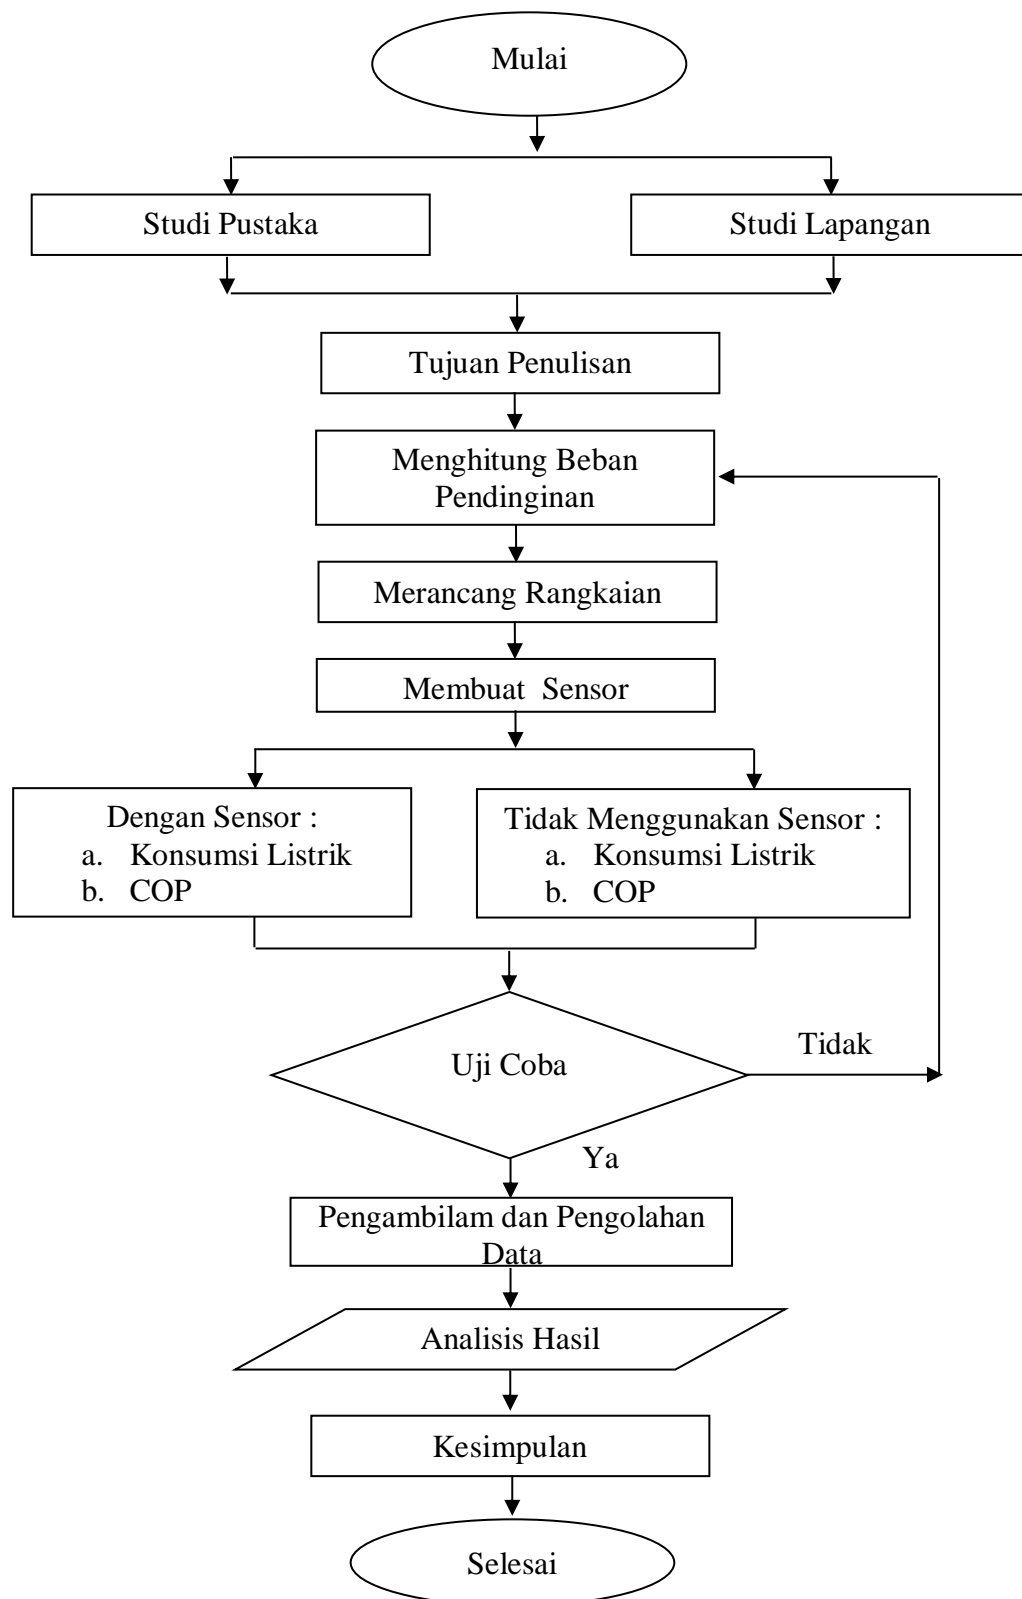 Mulai
Studi Pustaka
Studi Lapangan
Tujuan Penulisan
Menghitung Beban
Pendinginan
Merancang Rangkaian
Membuat  Sensor
Dengan Sensor :
a. Konsumsi Listrik
b. COP
Tidak Menggunakan Sensor :
a. Konsumsi Listrik
b. COP
Uji Coba
Tidak
Ya
Pengambilam dan Pengolahan
Data
Analisis Hasil
Kesimpulan
Selesai